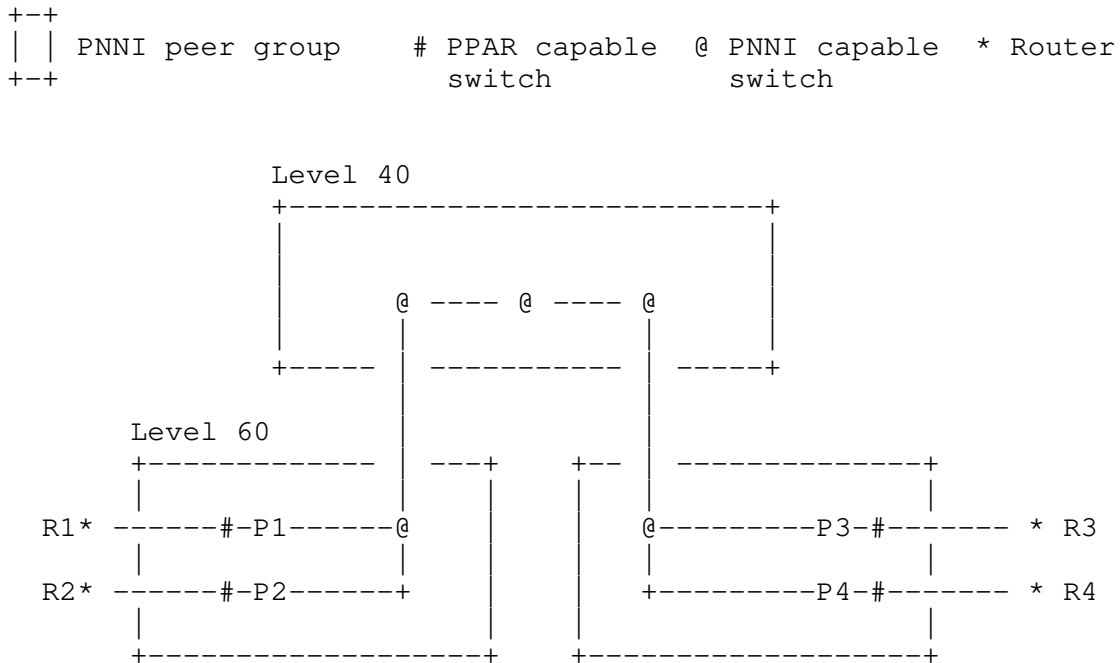 +-+
| | PNNI peer group # PPAR capable @ PNNI capable * Router
+-+ switch switch
Level 40
@ ---- @ ---- @
Level 60
R1* ------#-P1------@ @---------P3-#------- * R3
R2* ------#-P2------+ +---------P4-#------- * R4